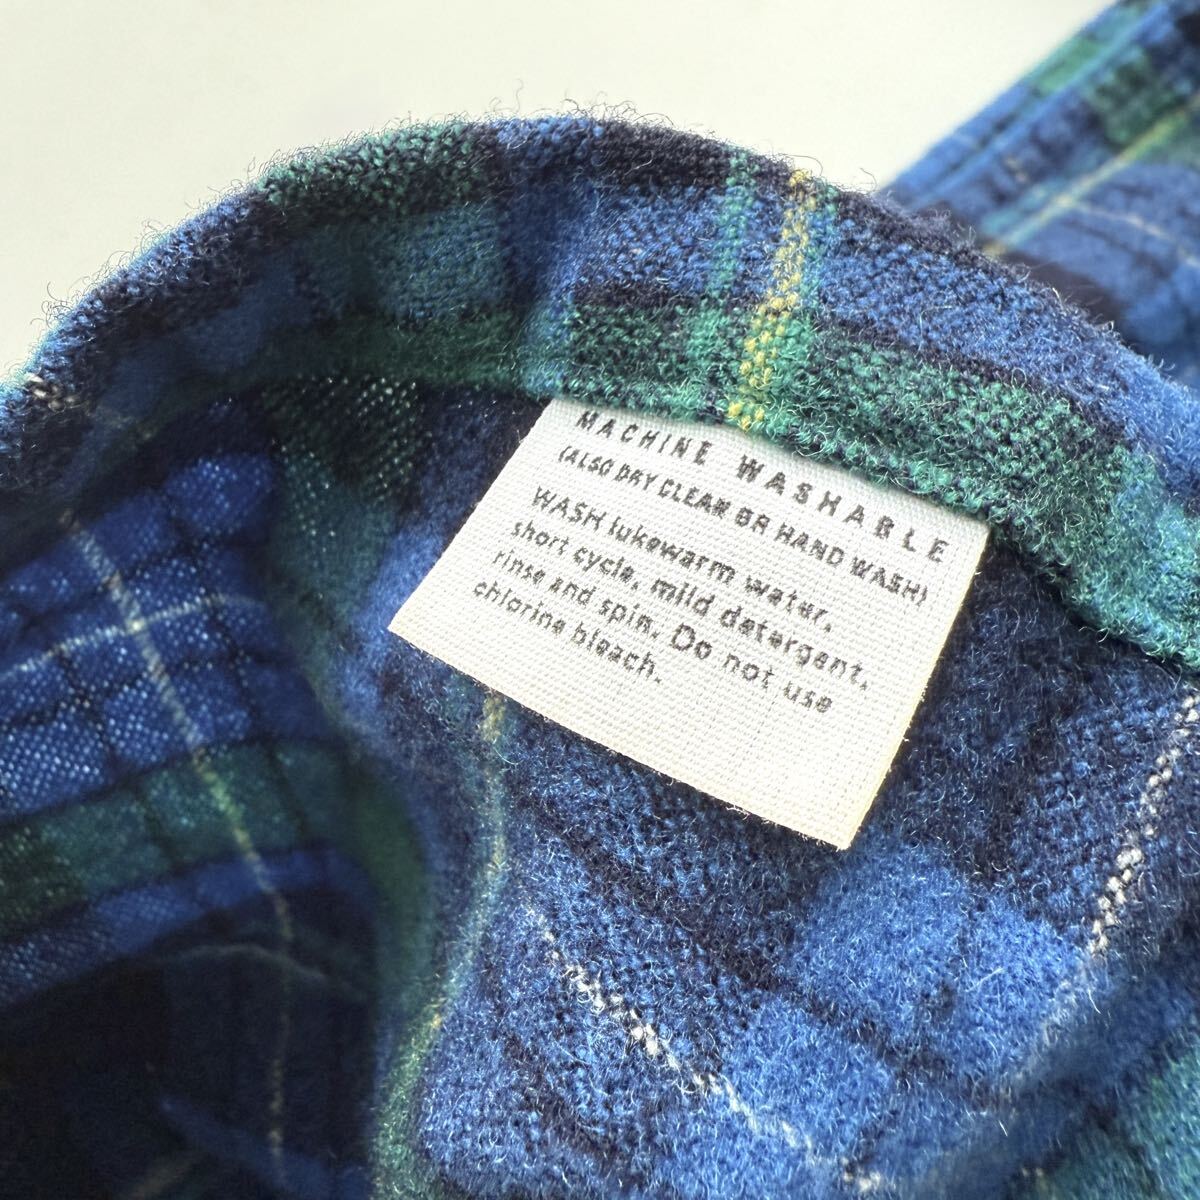 MACHINE WASHABLE
(ALSO DRY CLEAN OR HAND WASH)
WASH lukewarm water,
short cycle, mild detergent,
rinse and spin. Do not use
chlorine bleach.